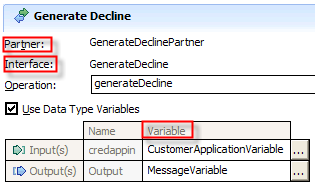 Generate Decline
Partner: GenerateDeclinePartner
Interface: GenerateDecline
Operation: generateDecline
Use Data Type Variables
Name Variable
Input(s) credappin CustomerApplicationVariable ...
Output(s) Output MessageVariable ...